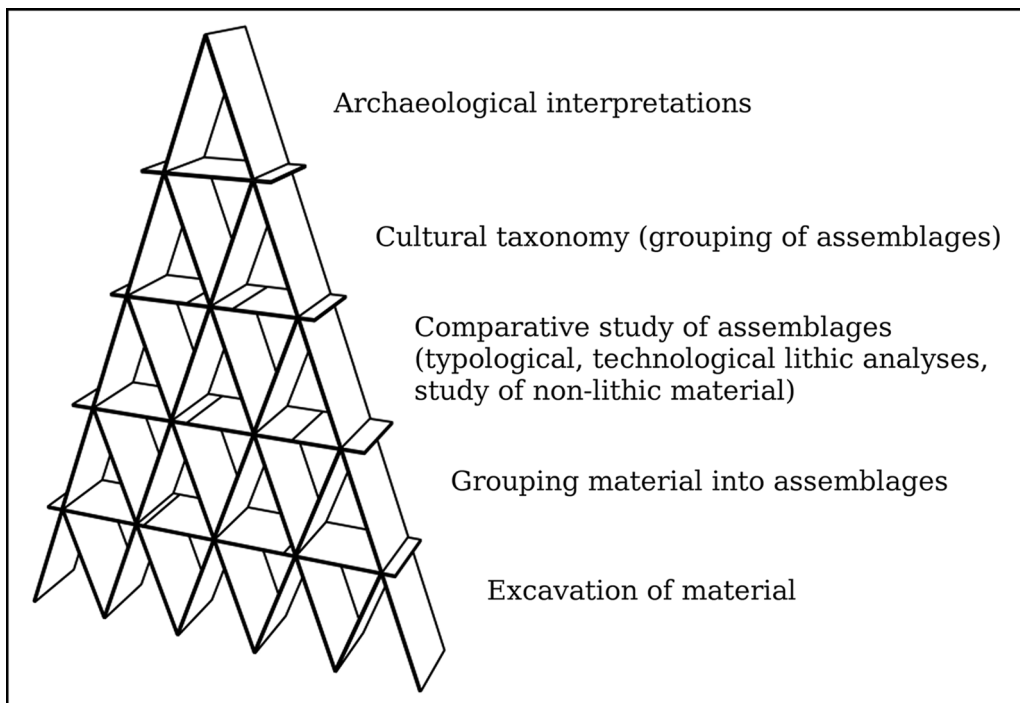 Archaeological interpretations
Cultural taxonomy (grouping of assemblages)
Comparative study of assemblages
(typological, technological lithic analyses,
study of non-lithic material)
Grouping material into assemblages
Excavation of material